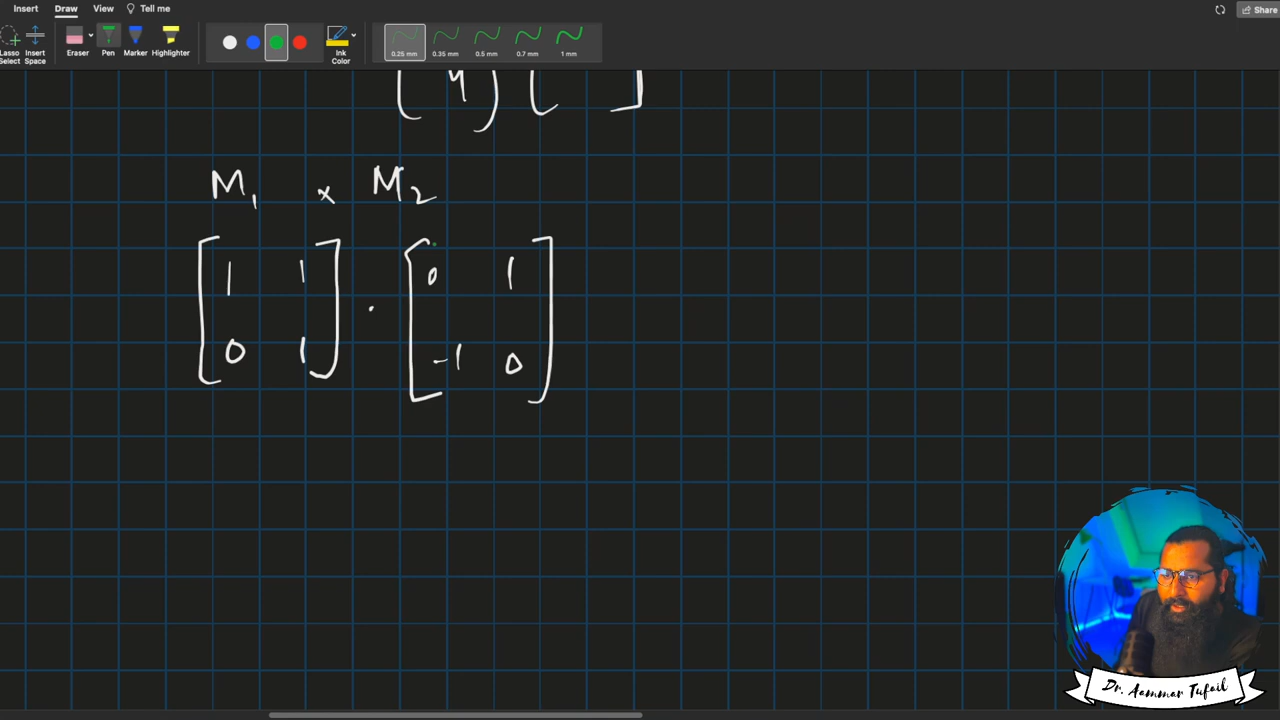 Insert Draw View Tell me Share
Lasso Select Insert Space Eraser Pen Marker Highlighter Ink Color 0.25 mm 0.35 mm 0.5 mm 0.7 mm 1 mm
4
M₁ × M₂
[1 1] · [0 1]
[0 1] [-1 0]
Dr. Aammar Tufail